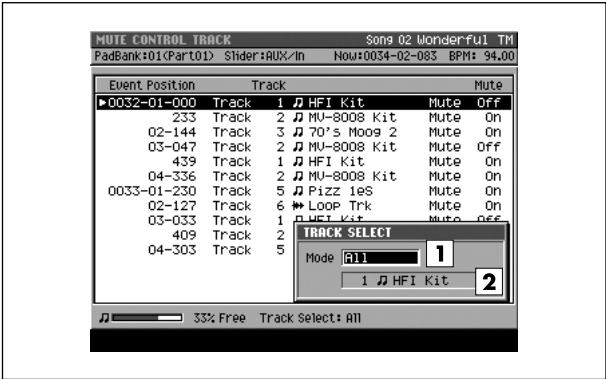 MUTE CONTROL TRACK Song 02 Wonderful TM
PadBank:01(Part01) Slider:AUX/In Now:0034-02-083 BPM: 94.00
Event Position Track Mute
▶0032-01-000 Track 1 ♫ HFI Kit Mute Off
233 Track 2 ♫ MV-8008 Kit Mute On
02-144 Track 3 ♫ 70's Moog 2 Mute On
03-047 Track 2 ♫ MV-8008 Kit Mute Off
439 Track 1 ♫ HFI Kit Mute On
04-336 Track 2 ♫ MV-8008 Kit Mute On
0033-01-230 Track 5 ♫ Pizz 1eS Mute On
02-127 Track 6 Loop Trk Mute On
03-033 Track 1 ♫ HFI Kit Mute Off
409 Track 2
04-303 Track 5
TRACK SELECT
Mode All 1
1 ♫ HFI Kit 2
♫ 33% Free Track Select: All